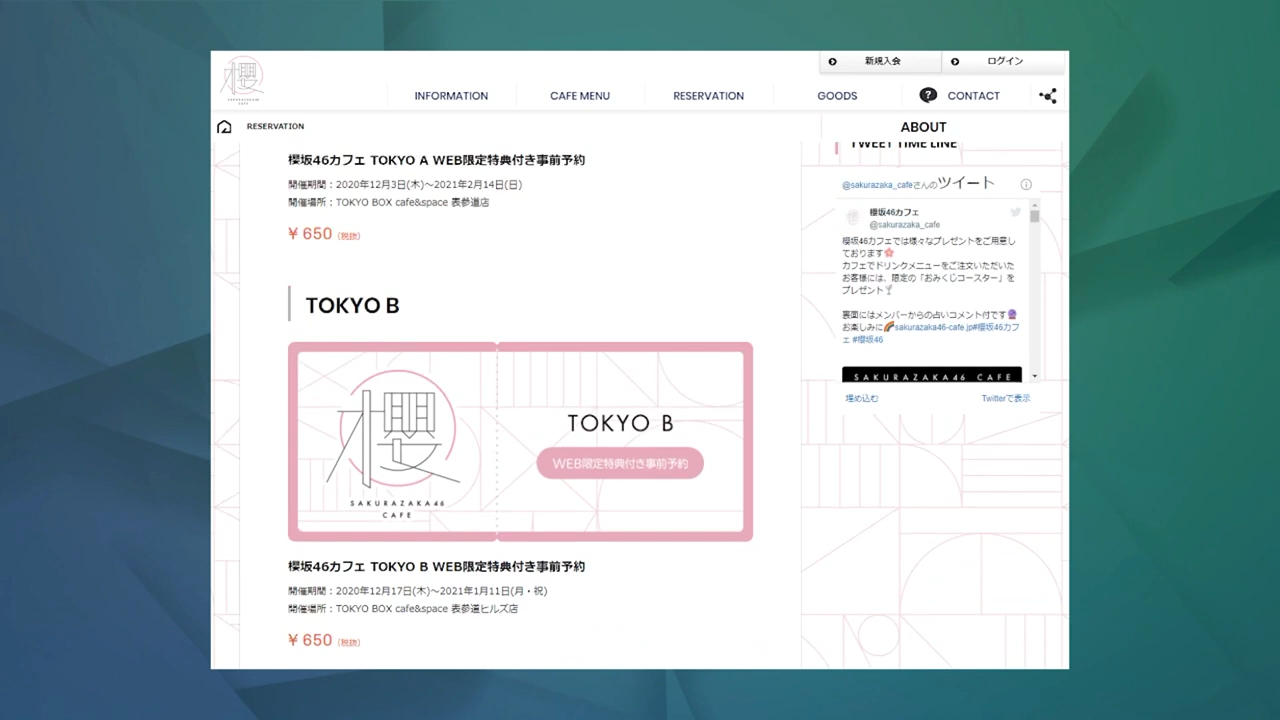 櫻
SAKURAZAKA46
CAFE
新規入会
ログイン
INFORMATION
CAFE MENU
RESERVATION
GOODS
? CONTACT
RESERVATION
ABOUT
櫻坂46カフェ TOKYO A WEB限定特典付き事前予約
開催期間：2020年12月3日(木)～2021年2月14日(日)
開催場所：TOKYO BOX cafe&space 表参道店
￥650 (税抜)
TOKYO B
櫻
SAKURAZAKA46
CAFE
TOKYO B
WEB限定特典付き事前予約
櫻坂46カフェ TOKYO B WEB限定特典付き事前予約
開催期間：2020年12月17日(木)～2021年1月11日(月・祝)
開催場所：TOKYO BOX cafe&space 表参道ヒルズ店
￥650 (税抜)
TWEET TIME LINE
@sakurazaka_cafeさんのツイート
櫻坂46カフェ
@sakurazaka_cafe
櫻坂46カフェでは様々なプレゼントをご用意し
ております🌸
カフェでドリンクメニューをご注文いただいた
お客様には、限定の「おみくじコースター」を
プレゼント🍸
裏面にはメンバーからの占いコメント付です🔮
お楽しみに🌈sakurazaka46-cafe.jp#櫻坂46カフ
ェ #櫻坂46
SAKURAZAKA46 CAFE
埋め込む
Twitterで表示